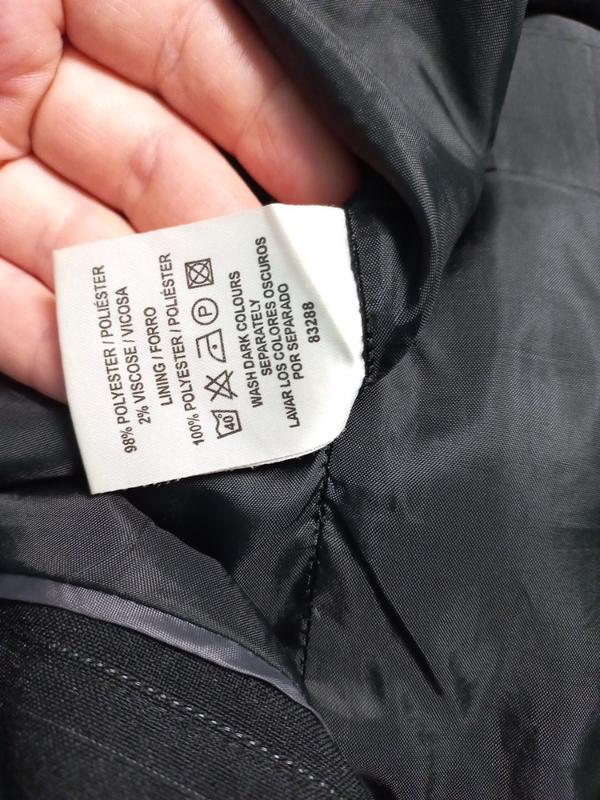 98% POLYESTER / POLIÉSTER
2% VISCOSE / VICOSA
LINING / FORRO
100% POLYESTER / POLIÉSTER
40 P
WASH DARK COLOURS
SEPARATELY
LAVAR LOS COLORES OSCUROS
POR SEPARADO
83288